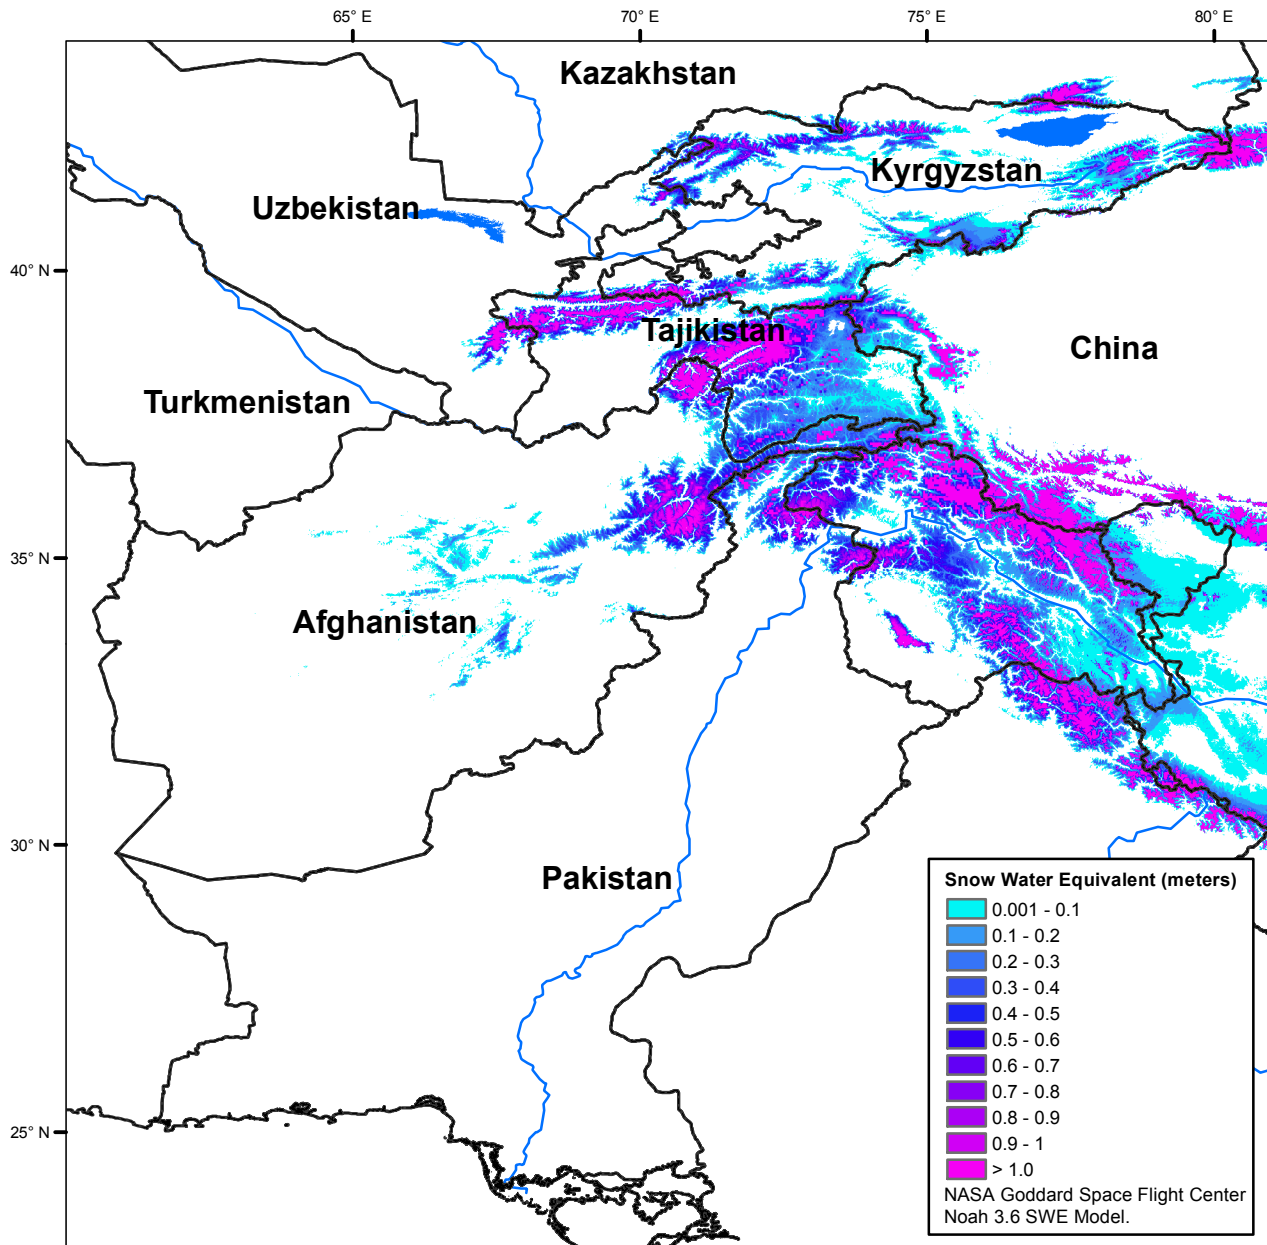 65° E
70° E
75° E
80° E
Kazakhstan
Kyrgyzstan
Uzbekistan
40° N
Tajikistan
China
Turkmenistan
35° N
Afghanistan
30° N
Pakistan
25° N
Snow Water Equivalent (meters)
0.001 - 0.1
0.1 - 0.2
0.2 - 0.3
0.3 - 0.4
0.4 - 0.5
0.5 - 0.6
0.6 - 0.7
0.7 - 0.8
0.8 - 0.9
0.9 - 1
> 1.0
NASA Goddard Space Flight Center
Noah 3.6 SWE Model.